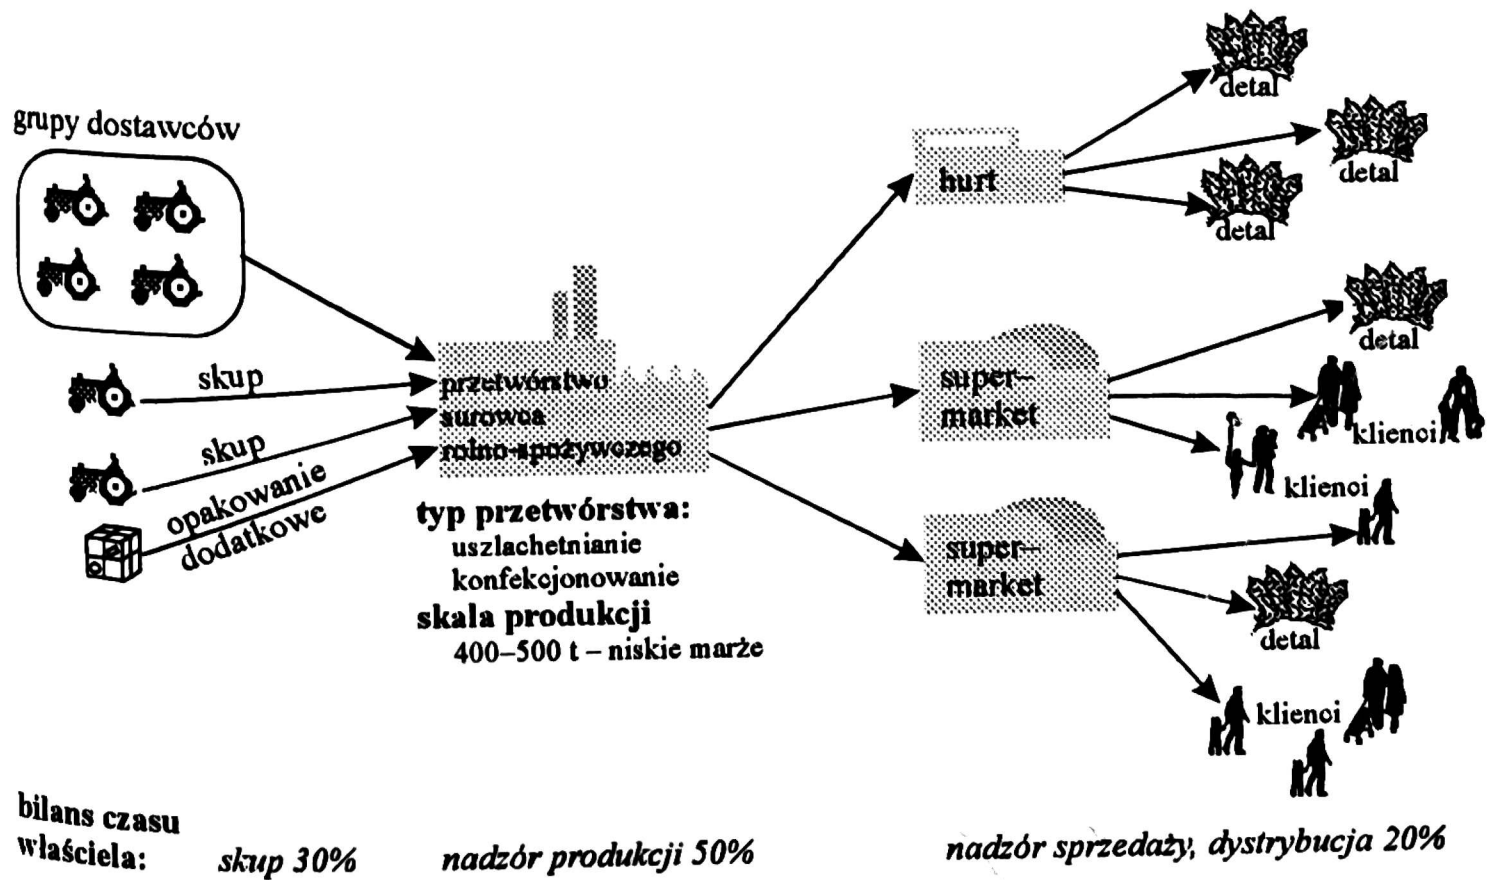 grupy dostawców
skup
skup
opakowanie
dodatkowe
przetwórstwo
surowca
rolno-spożywczego
typ przetwórstwa:
uszlachetnianie
konfekcjonowanie
skala produkcji
400–500 t – niskie marże
hurt
detal
detal
detal
super–
market
detal
klienci
klienci
super–
market
detal
klienci
bilans czasu
właściela:
skup 30%
nadzór produkcji 50%
nadzór sprzedaży, dystrybucja 20%